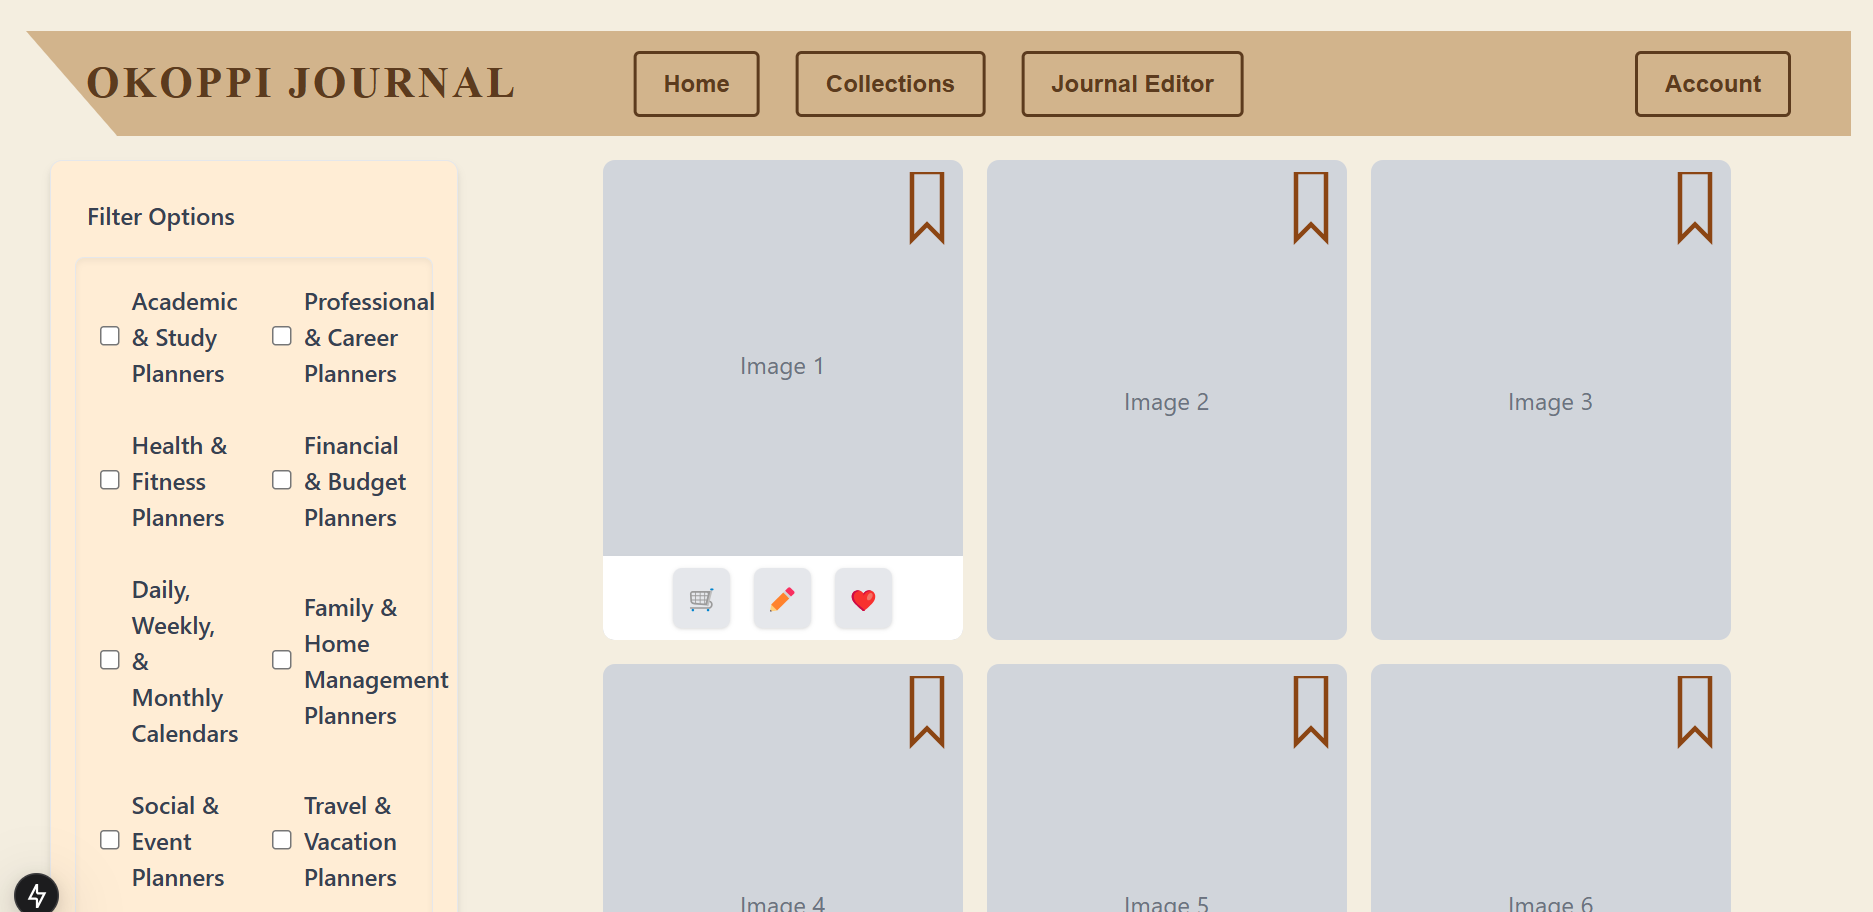 OKOPPI JOURNAL
Home
Collections
Journal Editor
Account
Filter Options
Academic
& Study
Planners
Professional
& Career
Planners
Health &
Fitness
Planners
Financial
& Budget
Planners
Daily,
Weekly,
&
Monthly
Calendars
Family &
Home
Management
Planners
Social &
Event
Planners
Travel &
Vacation
Planners
Image 1
Image 2
Image 3
Image 4
Image 5
Image 6